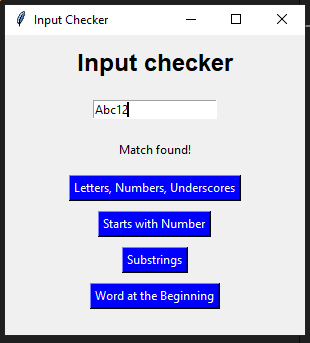 Input Checker
Input checker
Abc12
Match found!
Letters, Numbers, Underscores
Starts with Number
Substrings
Word at the Beginning